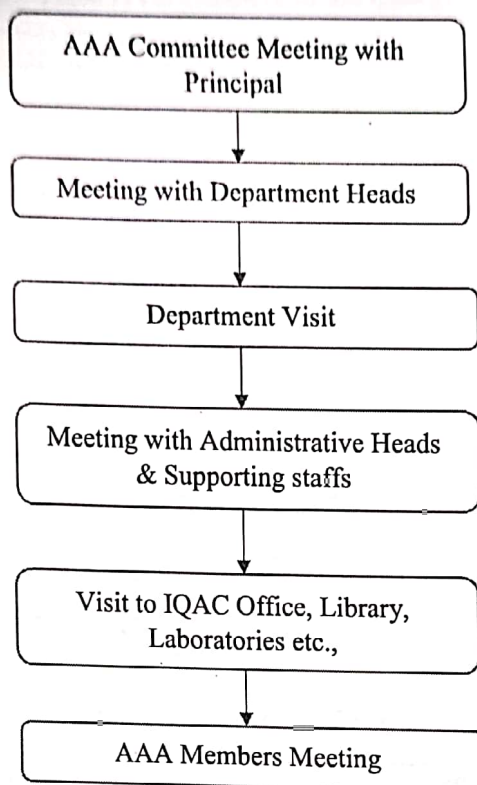 AAA Committee Meeting with
Principal
Meeting with Department Heads
Department Visit
Meeting with Administrative Heads
& Supporting staffs
Visit to IQAC Office, Library,
Laboratories etc.,
AAA Members Meeting